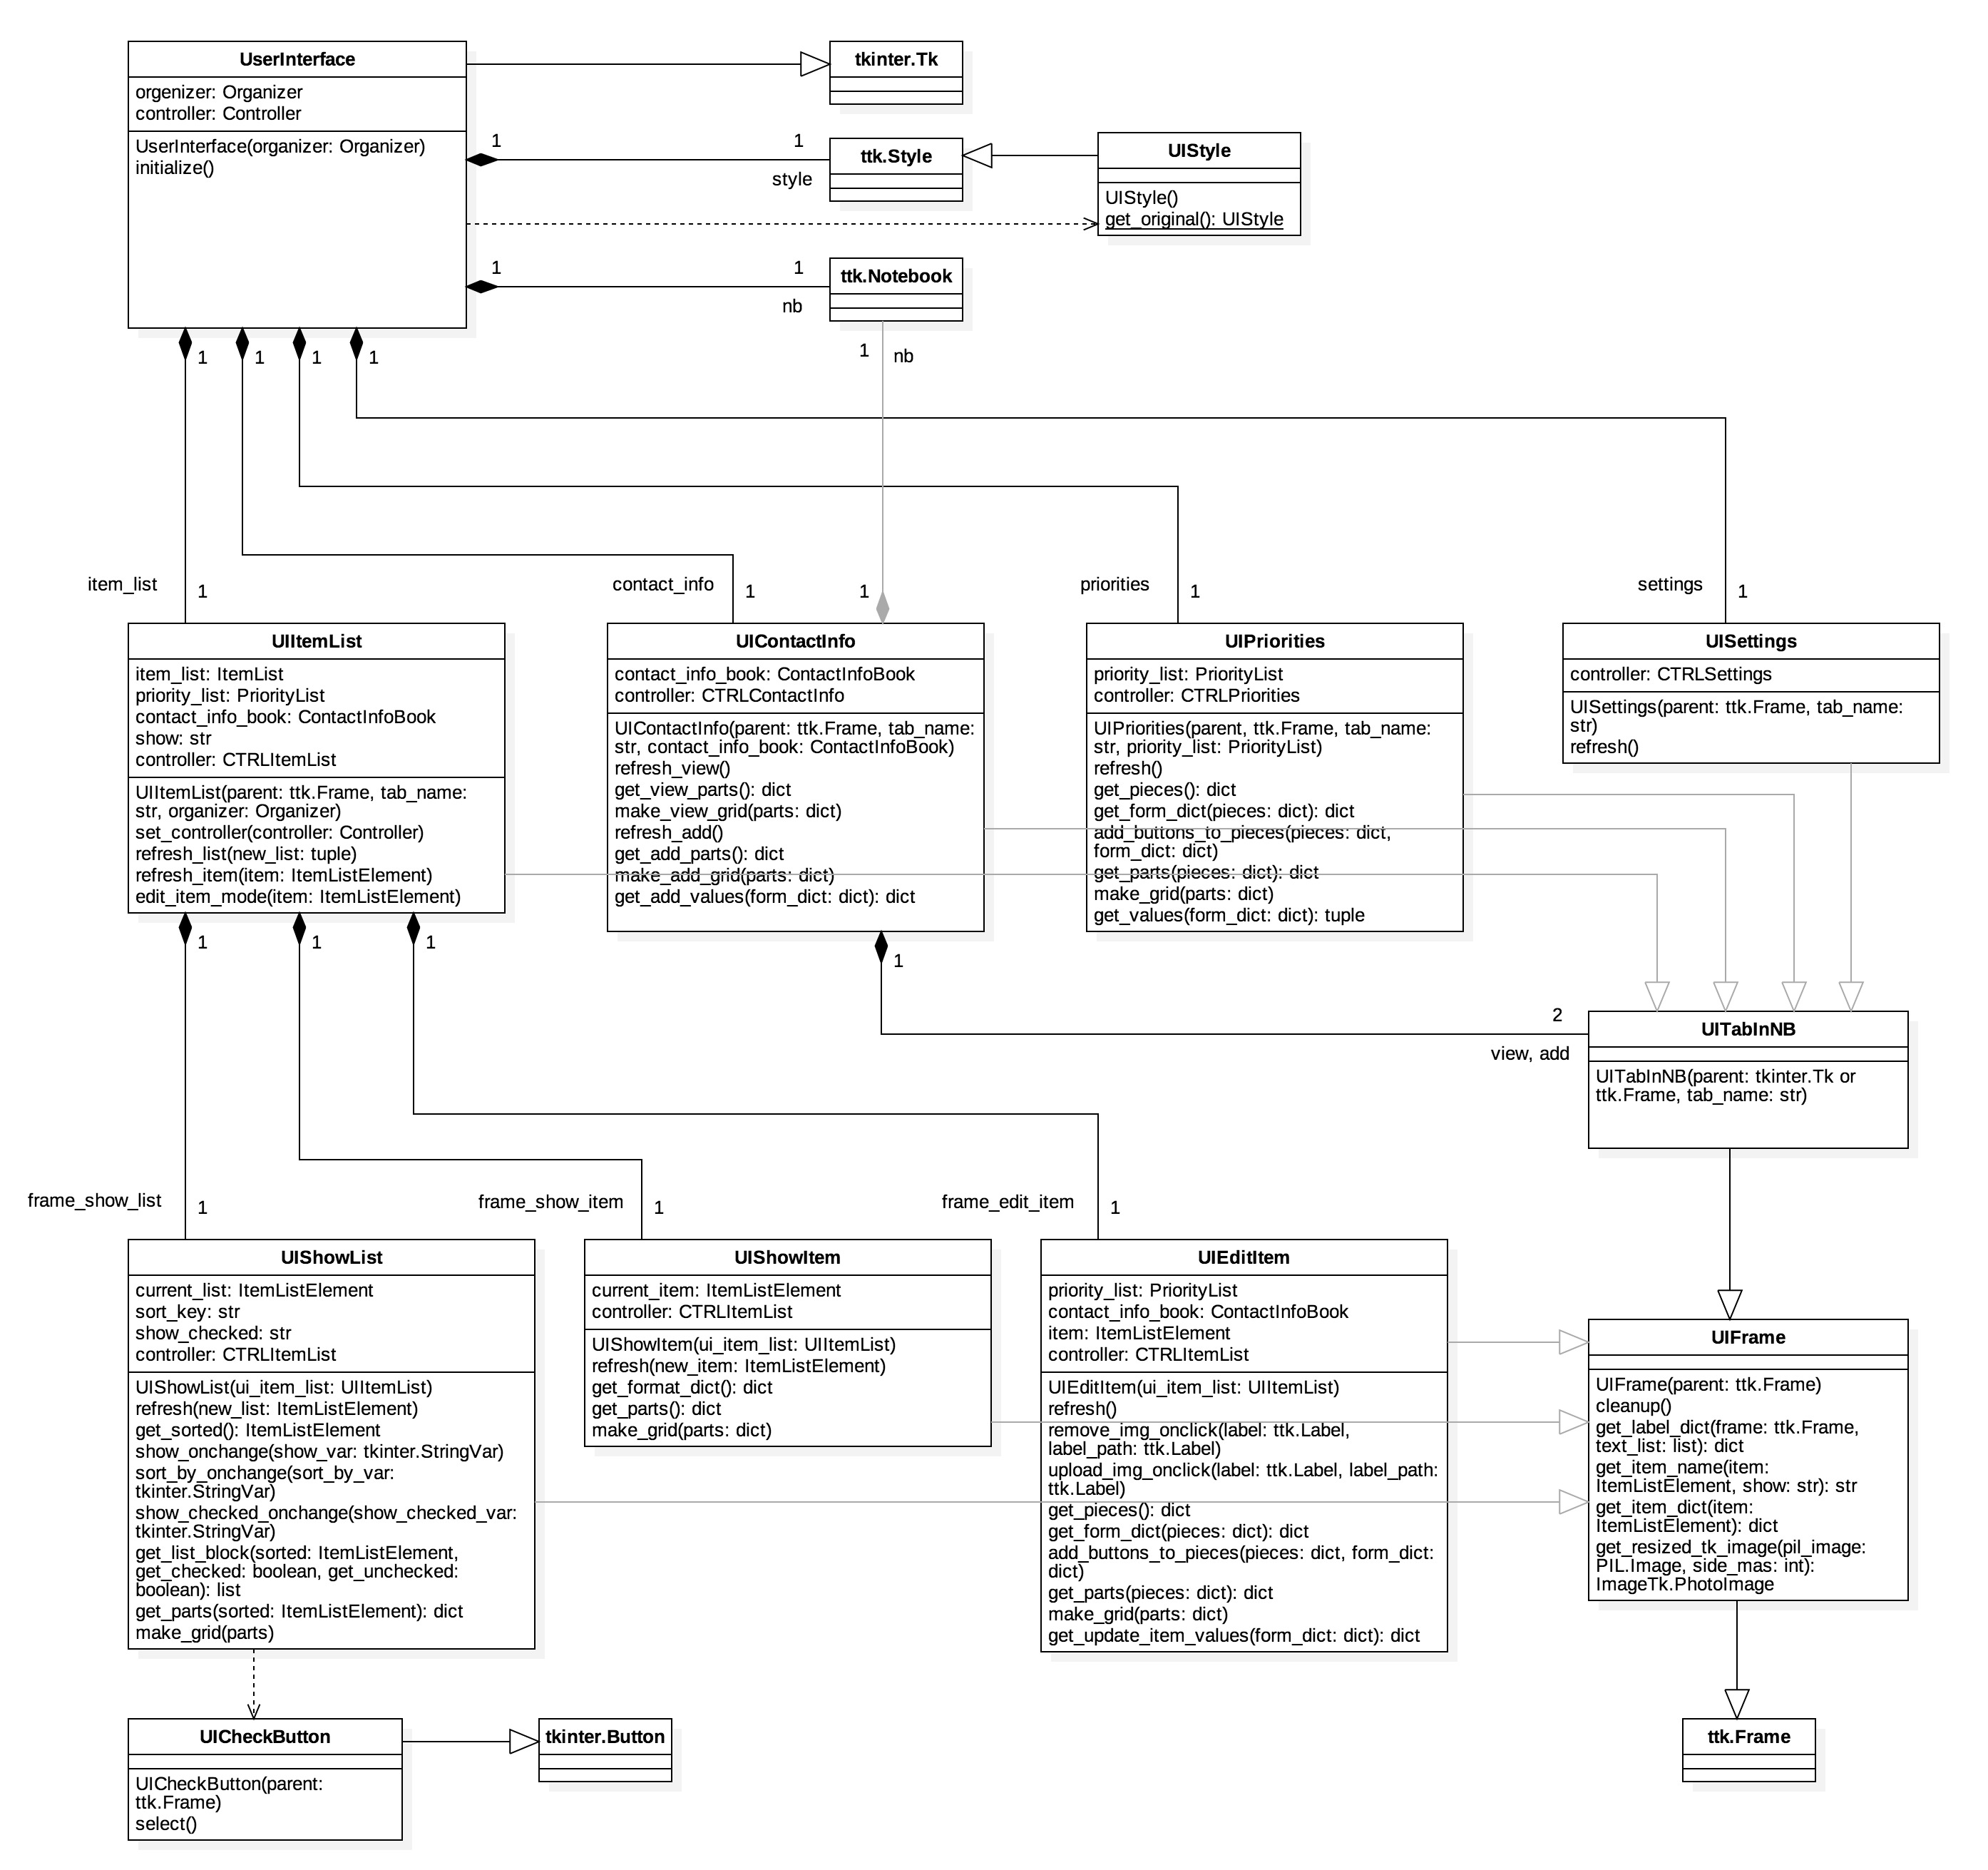 UserInterface
orgenizer: Organizer
controller: Controller
UserInterface(organizer: Organizer)
initialize()
tkinter.Tk
1
1
style
ttk.Style
UIStyle
UIStyle()
get_original(): UIStyle
1
1
nb
ttk.Notebook
1
nb
1
1
1
1
item_list
1
contact_info
1
1
priorities
1
settings
1
UIItemList
item_list: ItemList
priority_list: PriorityList
contact_info_book: ContactInfoBook
show: str
controller: CTRLItemList
UIItemList(parent: ttk.Frame, tab_name:
str, organizer: Organizer)
set_controller(controller: Controller)
refresh_list(new_list: tuple)
refresh_item(item: ItemListElement)
edit_item_mode(item: ItemListElement)
UIContactInfo
contact_info_book: ContactInfoBook
controller: CTRLContactInfo
UIContactInfo(parent: ttk.Frame, tab_name:
str, contact_info_book: ContactInfoBook)
refresh_view()
get_view_parts(): dict
make_view_grid(parts: dict)
refresh_add()
get_add_parts(): dict
make_add_grid(parts: dict)
get_add_values(form_dict: dict): dict
UIPriorities
priority_list: PriorityList
controller: CTRLPriorities
UIPriorities(parent, ttk.Frame, tab_name:
str, priority_list: PriorityList)
refresh()
get_pieces(): dict
get_form_dict(pieces: dict): dict
add_buttons_to_pieces(pieces: dict,
form_dict: dict)
get_parts(pieces: dict): dict
make_grid(parts: dict)
get_values(form_dict: dict): tuple
UISettings
controller: CTRLSettings
UISettings(parent: ttk.Frame, tab_name:
str)
refresh()
1
1
1
1
2
view, add
UITabInNB
UITabInNB(parent: tkinter.Tk or
ttk.Frame, tab_name: str)
frame_show_list
1
frame_show_item
1
frame_edit_item
1
UIShowList
current_list: ItemListElement
sort_key: str
show_checked: str
controller: CTRLItemList
UIShowList(ui_item_list: UIItemList)
refresh(new_list: ItemListElement)
get_sorted(): ItemListElement
show_onchange(show_var: tkinter.StringVar)
sort_by_onchange(sort_by_var:
tkinter.StringVar)
show_checked_onchange(show_checked_var:
tkinter.StringVar)
get_list_block(sorted: ItemListElement,
get_checked: boolean, get_unchecked:
boolean): list
get_parts(sorted: ItemListElement): dict
make_grid(parts)
UIShowItem
current_item: ItemListElement
controller: CTRLItemList
UIShowItem(ui_item_list: UIItemList)
refresh(new_item: ItemListElement)
get_format_dict(): dict
get_parts(): dict
make_grid(parts: dict)
UIEditItem
priority_list: PriorityList
contact_info_book: ContactInfoBook
item: ItemListElement
controller: CTRLItemList
UIEditItem(ui_item_list: UIItemList)
refresh()
remove_img_onclick(label: ttk.Label,
label_path: ttk.Label)
upload_img_onclick(label: ttk.Label, label_path:
ttk.Label)
get_pieces(): dict
get_form_dict(pieces: dict): dict
add_buttons_to_pieces(pieces: dict, form_dict:
dict)
get_parts(pieces: dict): dict
make_grid(parts: dict)
get_update_item_values(form_dict: dict): dict
UIFrame
UIFrame(parent: ttk.Frame)
cleanup()
get_label_dict(frame: ttk.Frame,
text_list: list): dict
get_item_name(item:
ItemListElement, show: str): str
get_item_dict(item:
ItemListElement): dict
get_resized_tk_image(pil_image:
PIL.Image, side_mas: int):
ImageTk.PhotoImage
UICheckButton
UICheckButton(parent:
ttk.Frame)
select()
tkinter.Button
ttk.Frame